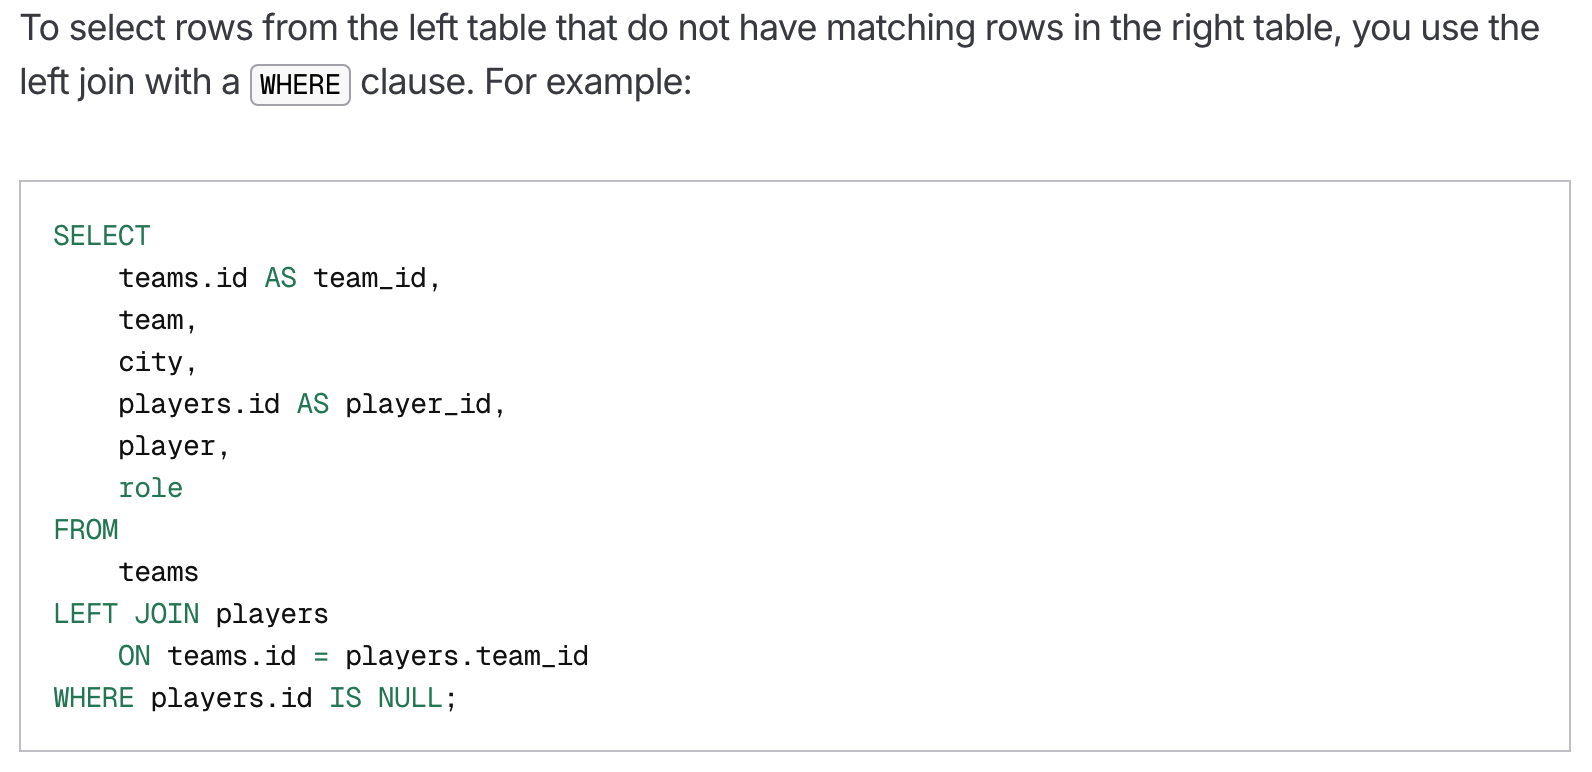 To select rows from the left table that do not have matching rows in the right table, you use the
left join with a WHERE clause. For example:
SELECT
    teams.id AS team_id,
    team,
    city,
    players.id AS player_id,
    player,
    role
FROM
    teams
LEFT JOIN players
    ON teams.id = players.team_id
WHERE players.id IS NULL;